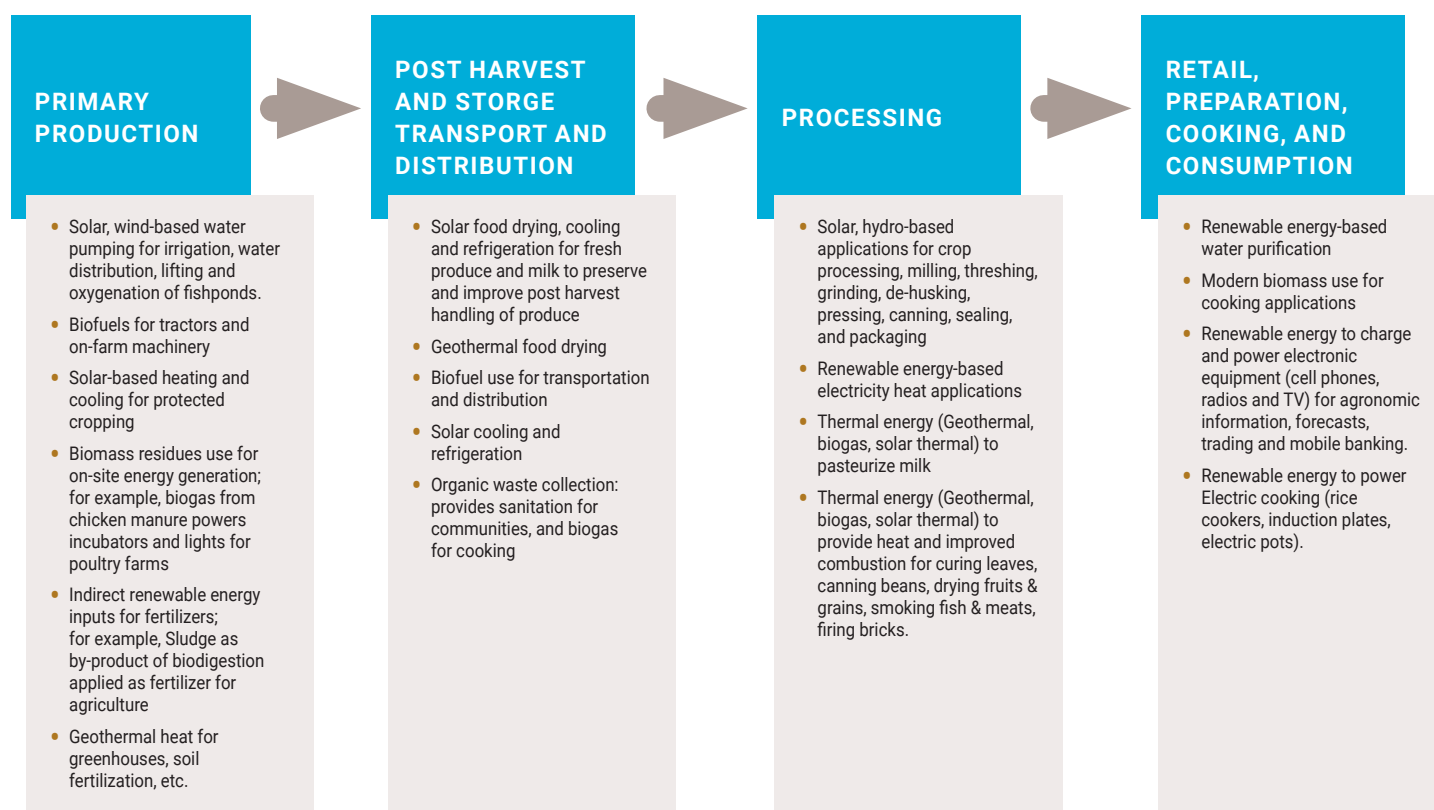 PRIMARY
PRODUCTION
• Solar, wind-based water
pumping for irrigation, water
distribution, lifting and
oxygenation of fishponds.
• Biofuels for tractors and
on-farm machinery
• Solar-based heating and
cooling for protected
cropping
• Biomass residues use for
on-site energy generation;
for example, biogas from
chicken manure powers
incubators and lights for
poultry farms
• Indirect renewable energy
inputs for fertilizers;
for example, Sludge as
by-product of biodigestion
applied as fertilizer for
agriculture
• Geothermal heat for
greenhouses, soil
fertilization, etc.
POST HARVEST
AND STORGE
TRANSPORT AND
DISTRIBUTION
• Solar food drying, cooling
and refrigeration for fresh
produce and milk to preserve
and improve post harvest
handling of produce
• Geothermal food drying
• Biofuel use for transportation
and distribution
• Solar cooling and
refrigeration
• Organic waste collection:
provides sanitation for
communities, and biogas
for cooking
PROCESSING
• Solar, hydro-based
applications for crop
processing, milling, threshing,
grinding, de-husking,
pressing, canning, sealing,
and packaging
• Renewable energy-based
electricity heat applications
• Thermal energy (Geothermal,
biogas, solar thermal) to
pasteurize milk
• Thermal energy (Geothermal,
biogas, solar thermal) to
provide heat and improved
combustion for curing leaves,
canning beans, drying fruits &
grains, smoking fish & meats,
firing bricks.
RETAIL,
PREPARATION,
COOKING, AND
CONSUMPTION
• Renewable energy-based
water purification
• Modern biomass use for
cooking applications
• Renewable energy to charge
and power electronic
equipment (cell phones,
radios and TV) for agronomic
information, forecasts,
trading and mobile banking.
• Renewable energy to power
Electric cooking (rice
cookers, induction plates,
electric pots).